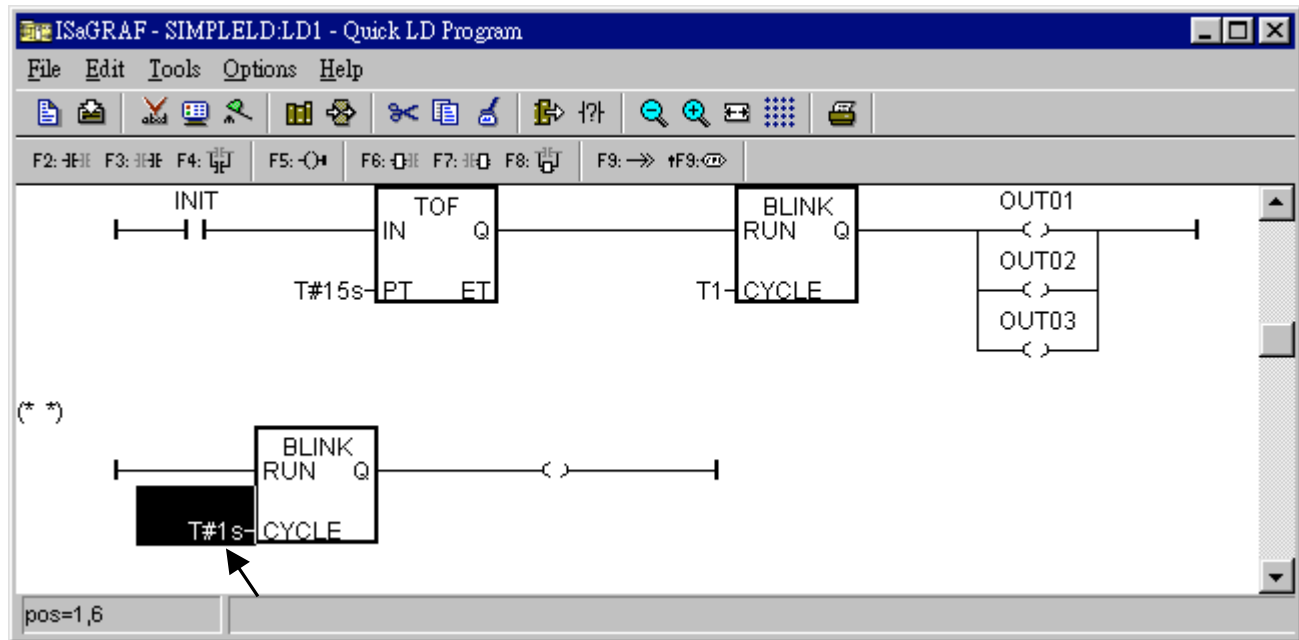 ISaGRAF - SIMPLELD:LD1 - Quick LD Program
File Edit Tools Options Help
F2: F3: F4: F5: F6: F7: F8: F9: F9:
INIT
TOF
BLINK
OUT01
IN Q
RUN Q
OUT02
T#15s PT ET
T1 CYCLE
OUT03
(* *)
BLINK
RUN Q
T#1s CYCLE
pos=1,6